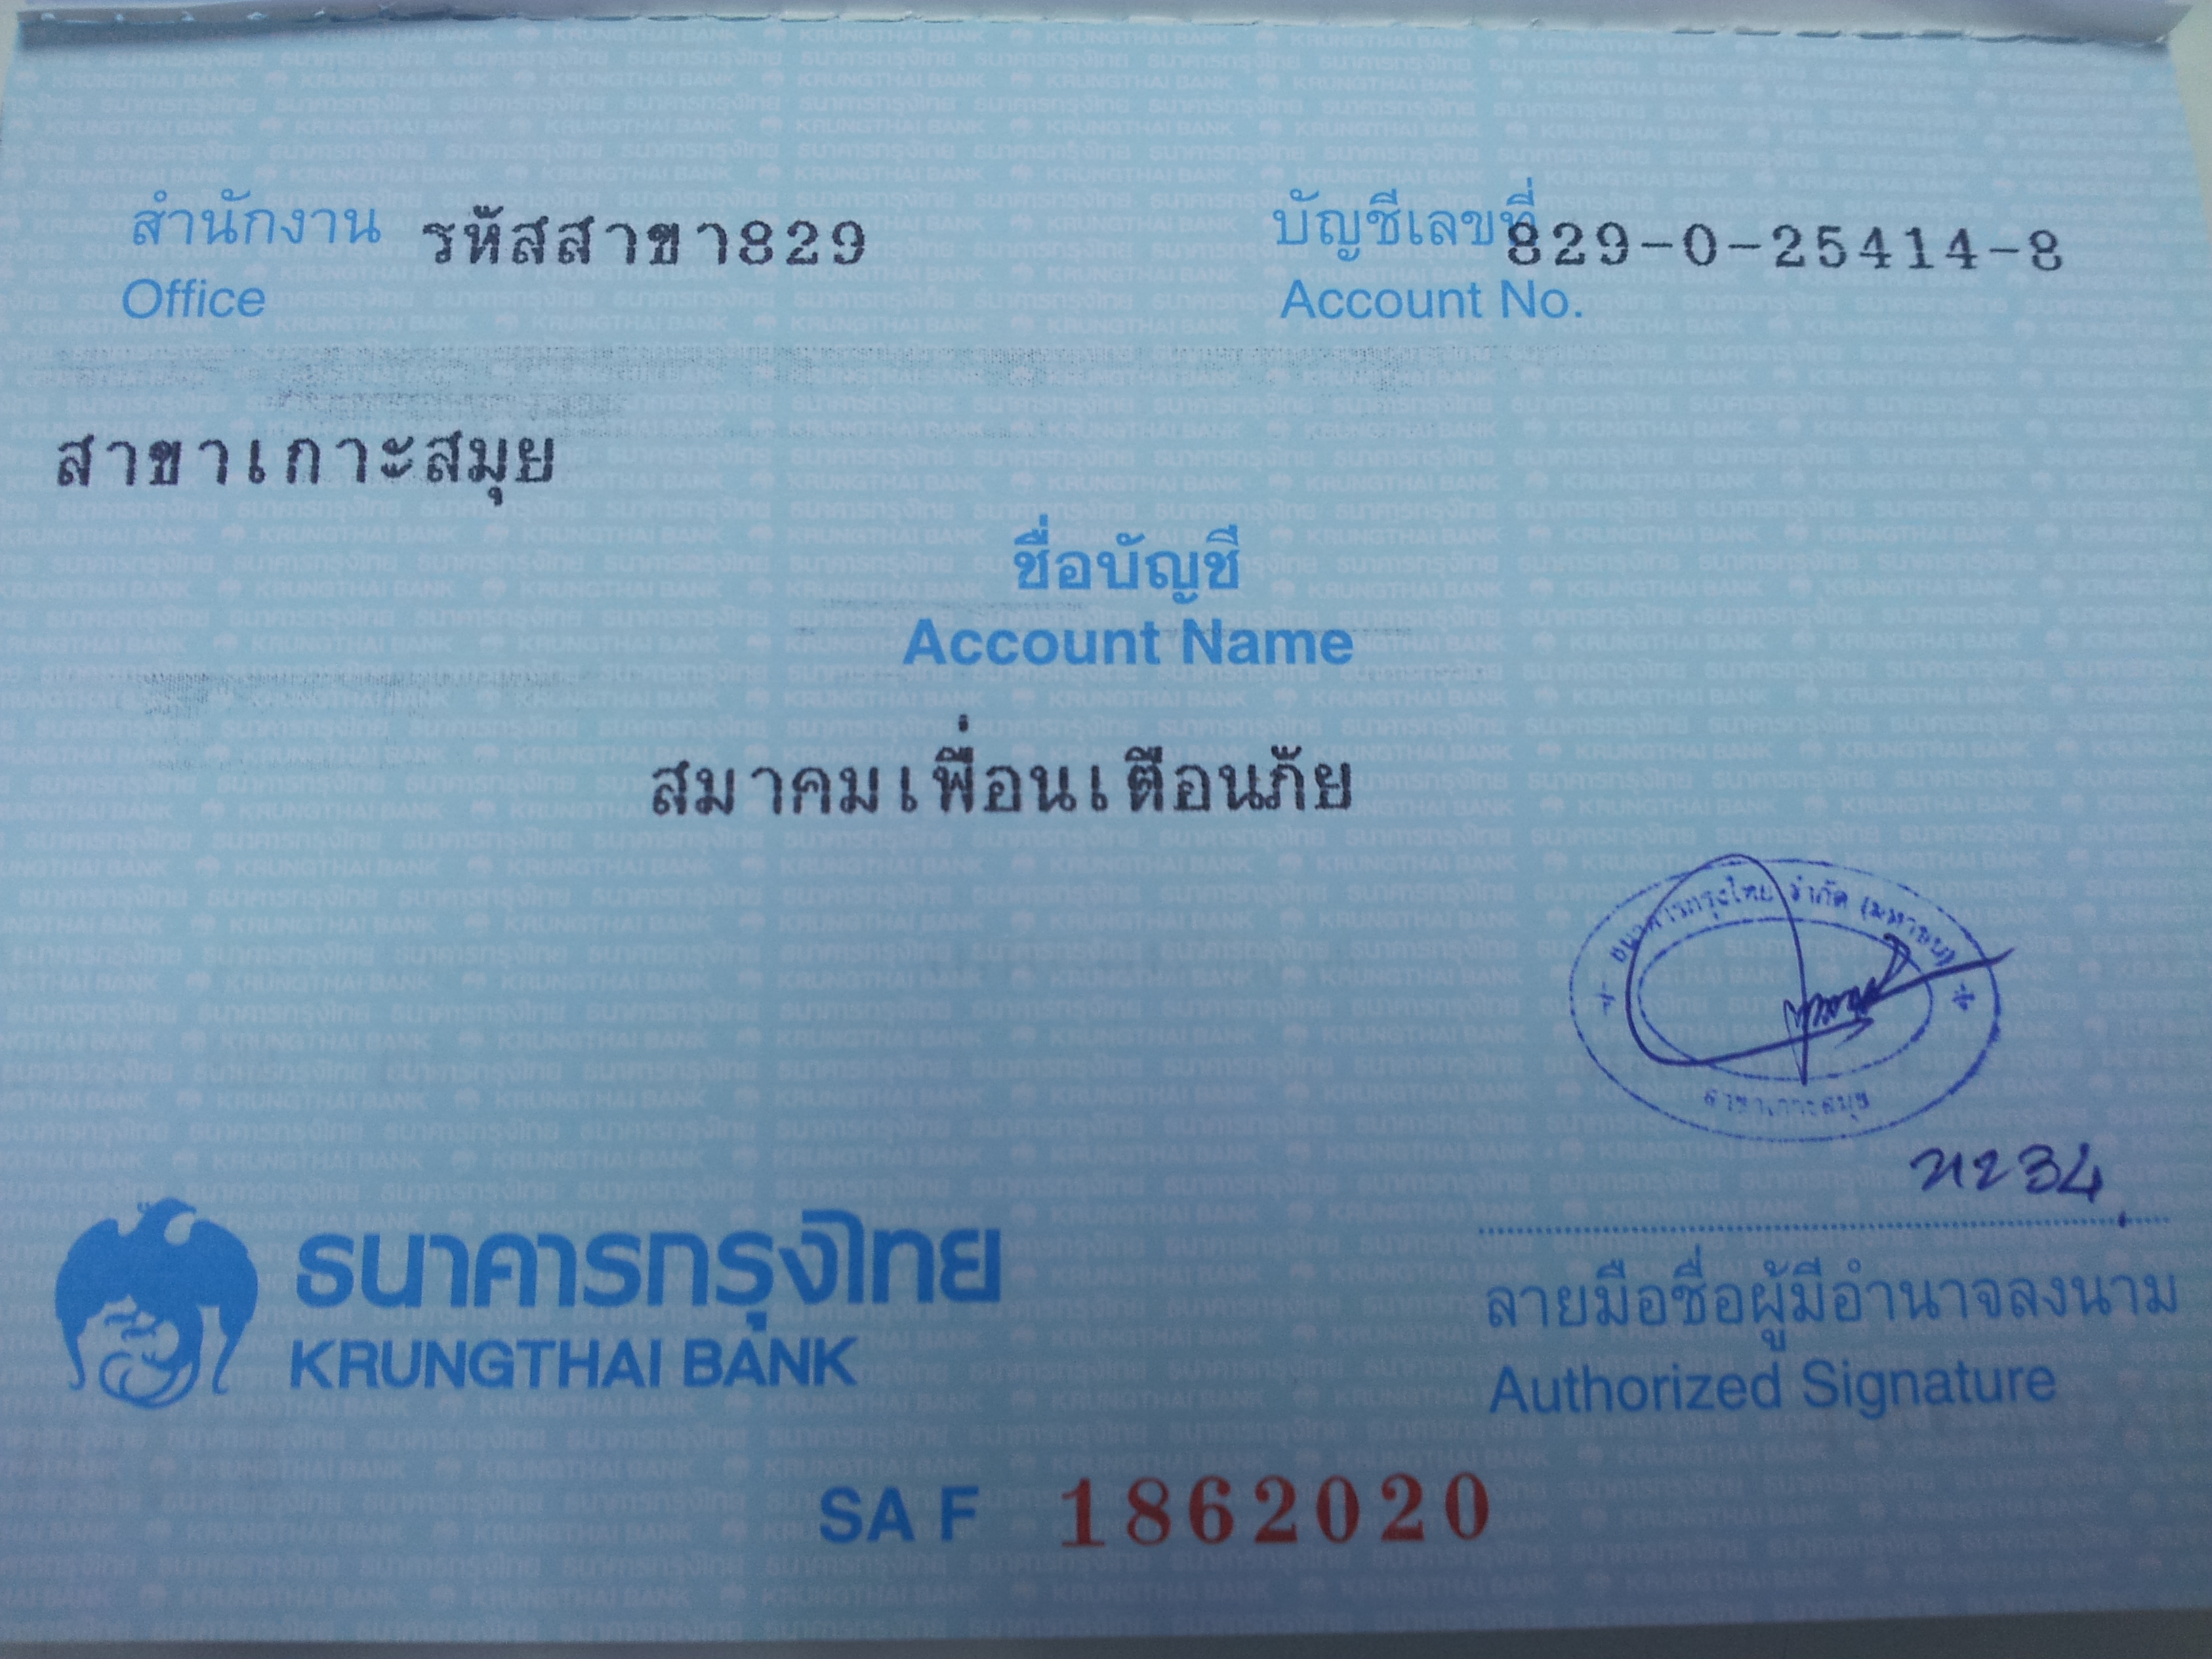 สำนักงาน รหัสสาขา829
Office
บัญชีเลขที่ 829-0-25414-8
Account No.
สาขาเกาะสมุย
ชื่อบัญชี
Account Name
สมาคมเพื่อนเตือนภัย
ธนาคารกรุงไทย จำกัด (มหาชน)
สาขาเกาะสมุย
ธนาคารกรุงไทย
KRUNGTHAI BANK
ลายมือชื่อผู้มีอำนาจลงนาม
Authorized Signature
SA F 1862020